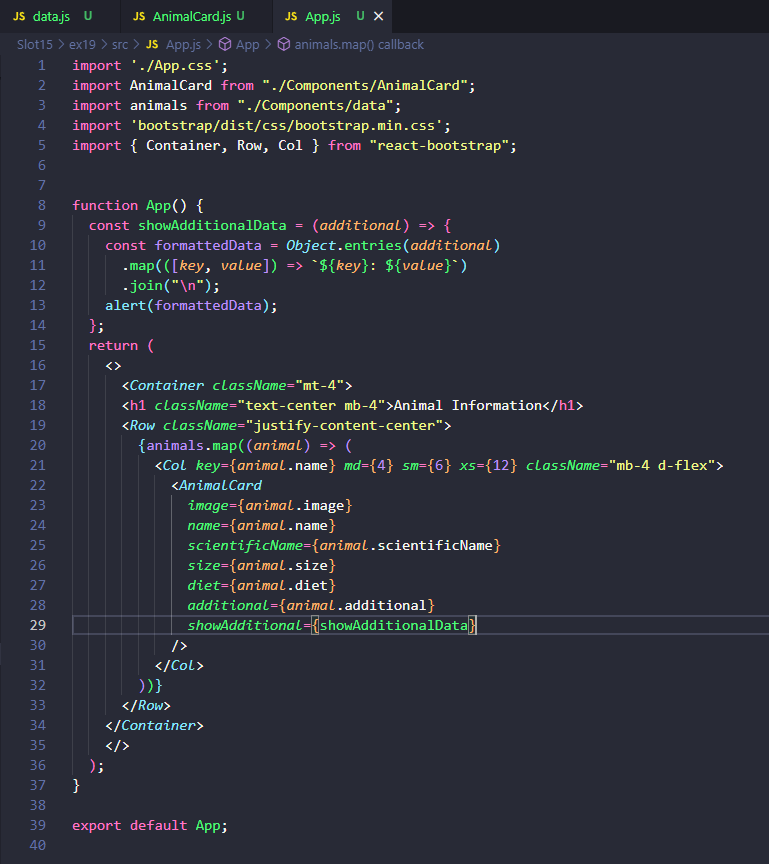 JS data.js U JS AnimalCard.js U JS App.js U ×
Slot15 > ex19 > src > JS App.js > App > animals.map() callback
1 import './App.css';
2 import AnimalCard from "./Components/AnimalCard";
3 import animals from "./Components/data";
4 import 'bootstrap/dist/css/bootstrap.min.css';
5 import { Container, Row, Col } from "react-bootstrap";
6
7
8 function App() {
9   const showAdditionalData = (additional) => {
10     const formattedData = Object.entries(additional)
11       .map(([key, value]) => `${key}: ${value}`)
12       .join("\n");
13     alert(formattedData);
14   };
15   return (
16     <>
17       <Container className="mt-4">
18       <h1 className="text-center mb-4">Animal Information</h1>
19       <Row className="justify-content-center">
20         {animals.map((animal) => (
21           <Col key={animal.name} md={4} sm={6} xs={12} className="mb-4 d-flex">
22             <AnimalCard
23               image={animal.image}
24               name={animal.name}
25               scientificName={animal.scientificName}
26               size={animal.size}
27               diet={animal.diet}
28               additional={animal.additional}
29               showAdditional={showAdditionalData}
30             />
31           </Col>
32         ))}
33       </Row>
34     </Container>
35     </>
36   );
37 }
38
39 export default App;
40